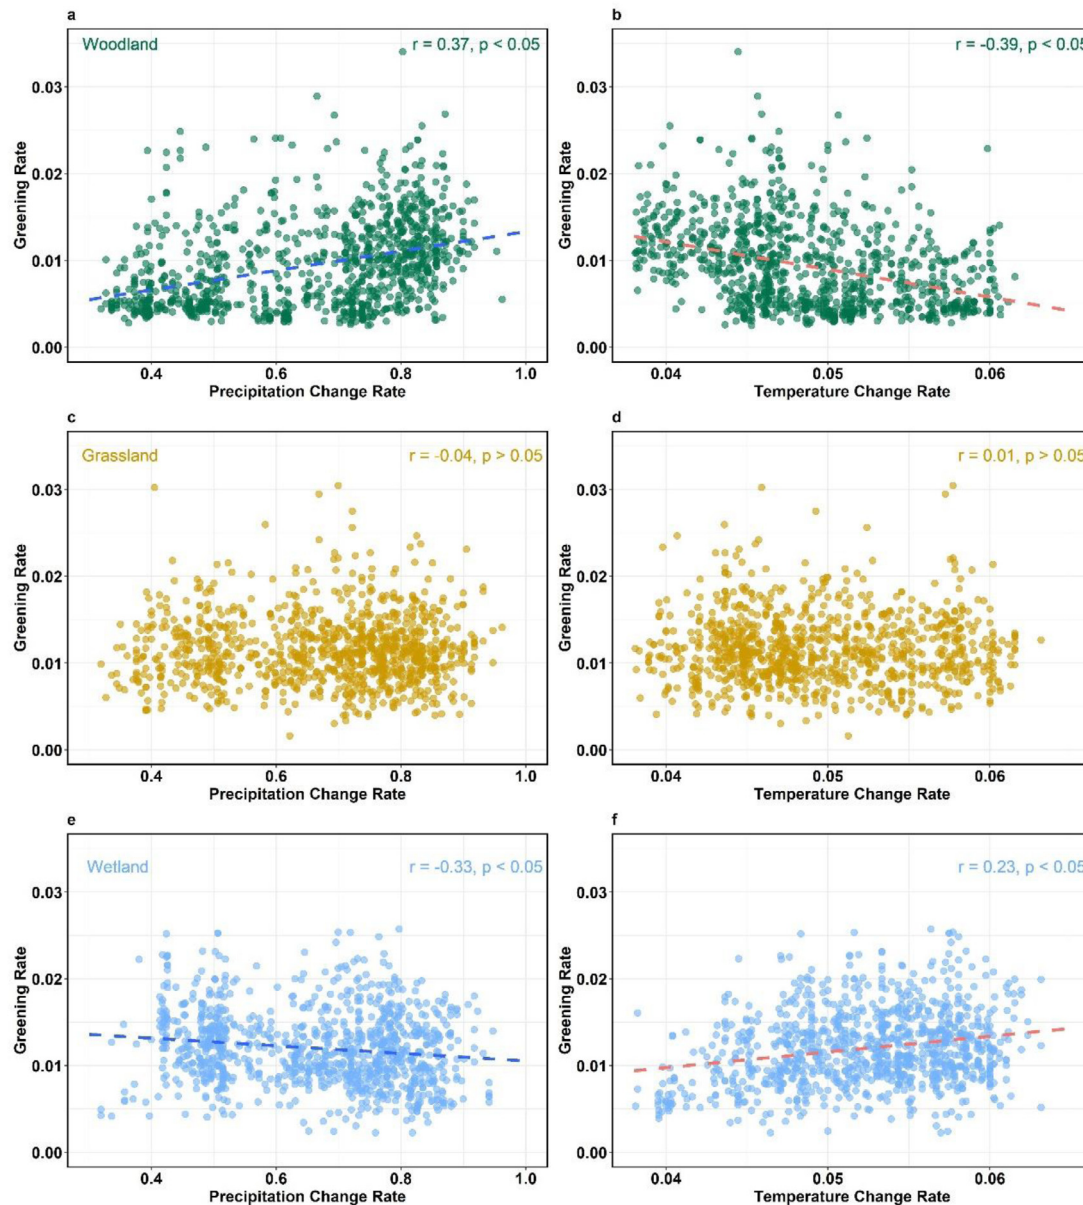 a
Woodland
r = 0.37, p < 0.05
0.03
0.02
0.01
0.00
Greening Rate
0.4 0.6 0.8 1.0
Precipitation Change Rate
b
r = -0.39, p < 0.05
0.03
0.02
0.01
0.00
Greening Rate
0.04 0.05 0.06
Temperature Change Rate
c
Grassland
r = -0.04, p > 0.05
0.03
0.02
0.01
0.00
Greening Rate
0.4 0.6 0.8 1.0
Precipitation Change Rate
d
r = 0.01, p > 0.05
0.03
0.02
0.01
0.00
Greening Rate
0.04 0.05 0.06
Temperature Change Rate
e
Wetland
r = -0.33, p < 0.05
0.03
0.02
0.01
0.00
Greening Rate
0.4 0.6 0.8 1.0
Precipitation Change Rate
f
r = 0.23, p < 0.05
0.03
0.02
0.01
0.00
Greening Rate
0.04 0.05 0.06
Temperature Change Rate